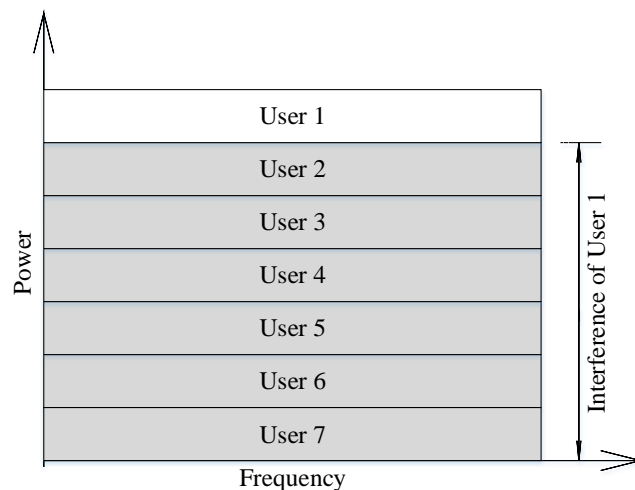 User 1
User 2
User 3
User 4
User 5
User 6
User 7
Power
Frequency
Interference of User 1